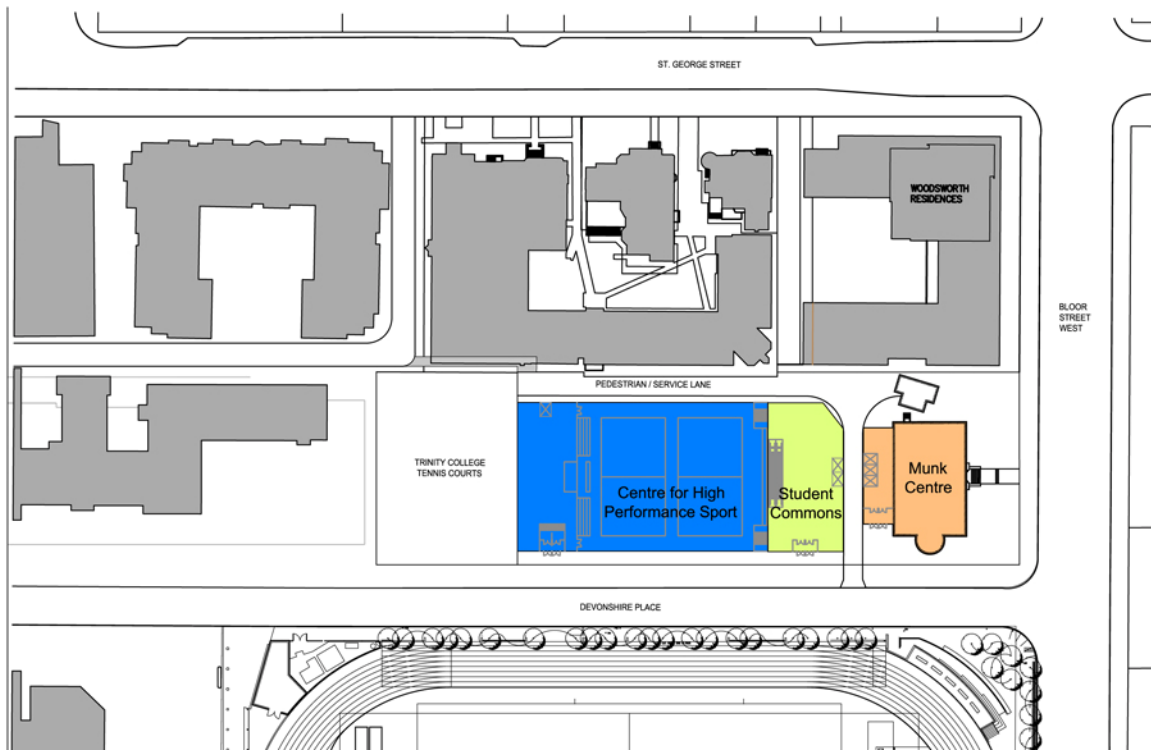 ST. GEORGE STREET
WOODSWORTH
RESIDENCES
BLOOR
STREET
WEST
PEDESTRIAN / SERVICE LANE
TRINITY COLLEGE
TENNIS COURTS
Centre for High
Performance Sport
Student
Commons
Munk
Centre
DEVONSHIRE PLACE